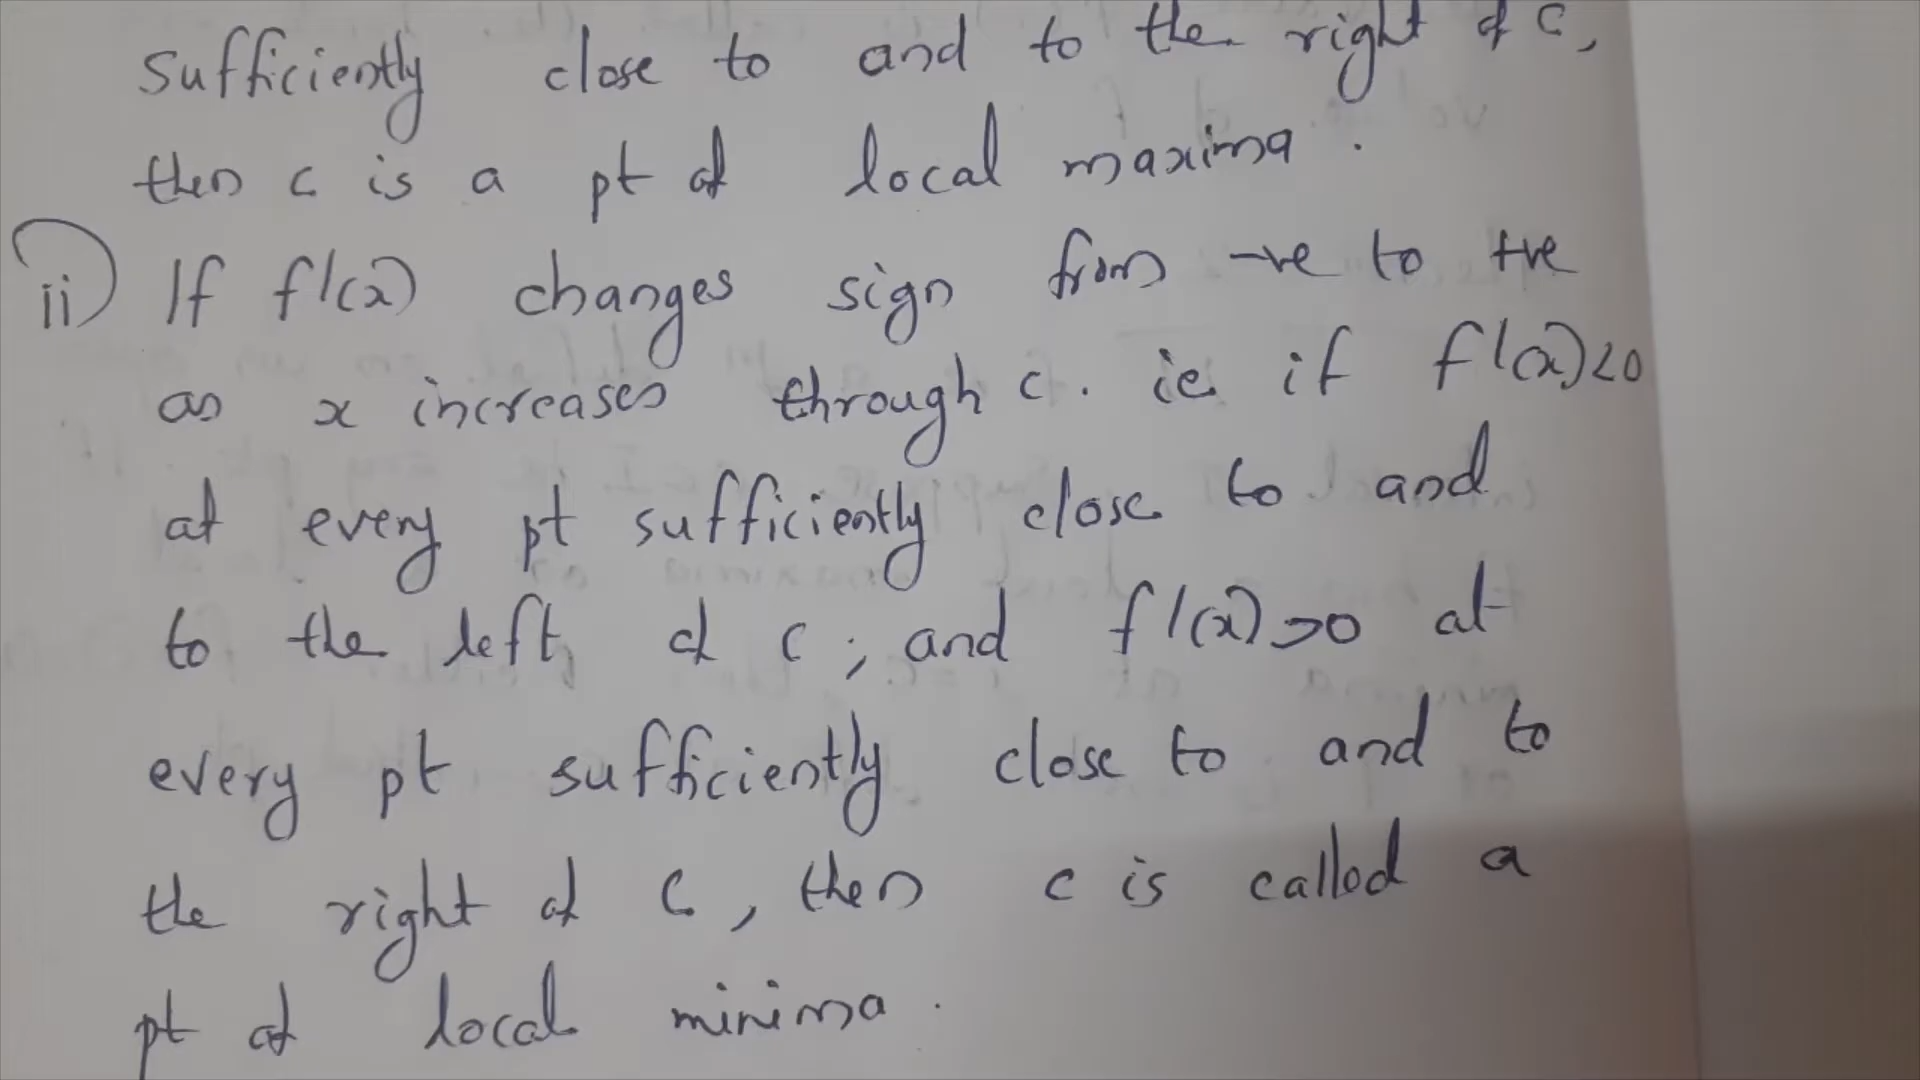 sufficiently close to and to the right of c,
then c is a pt of local maxima.
ii) If f'(x) changes sign from -ve to +ve
as x increases through c. ie if f'(x)<0
at every pt sufficiently close to and
to the left of c; and f'(x)>0 at
every pt sufficiently close to and to
the right of c, then c is called a
pt of local minima.